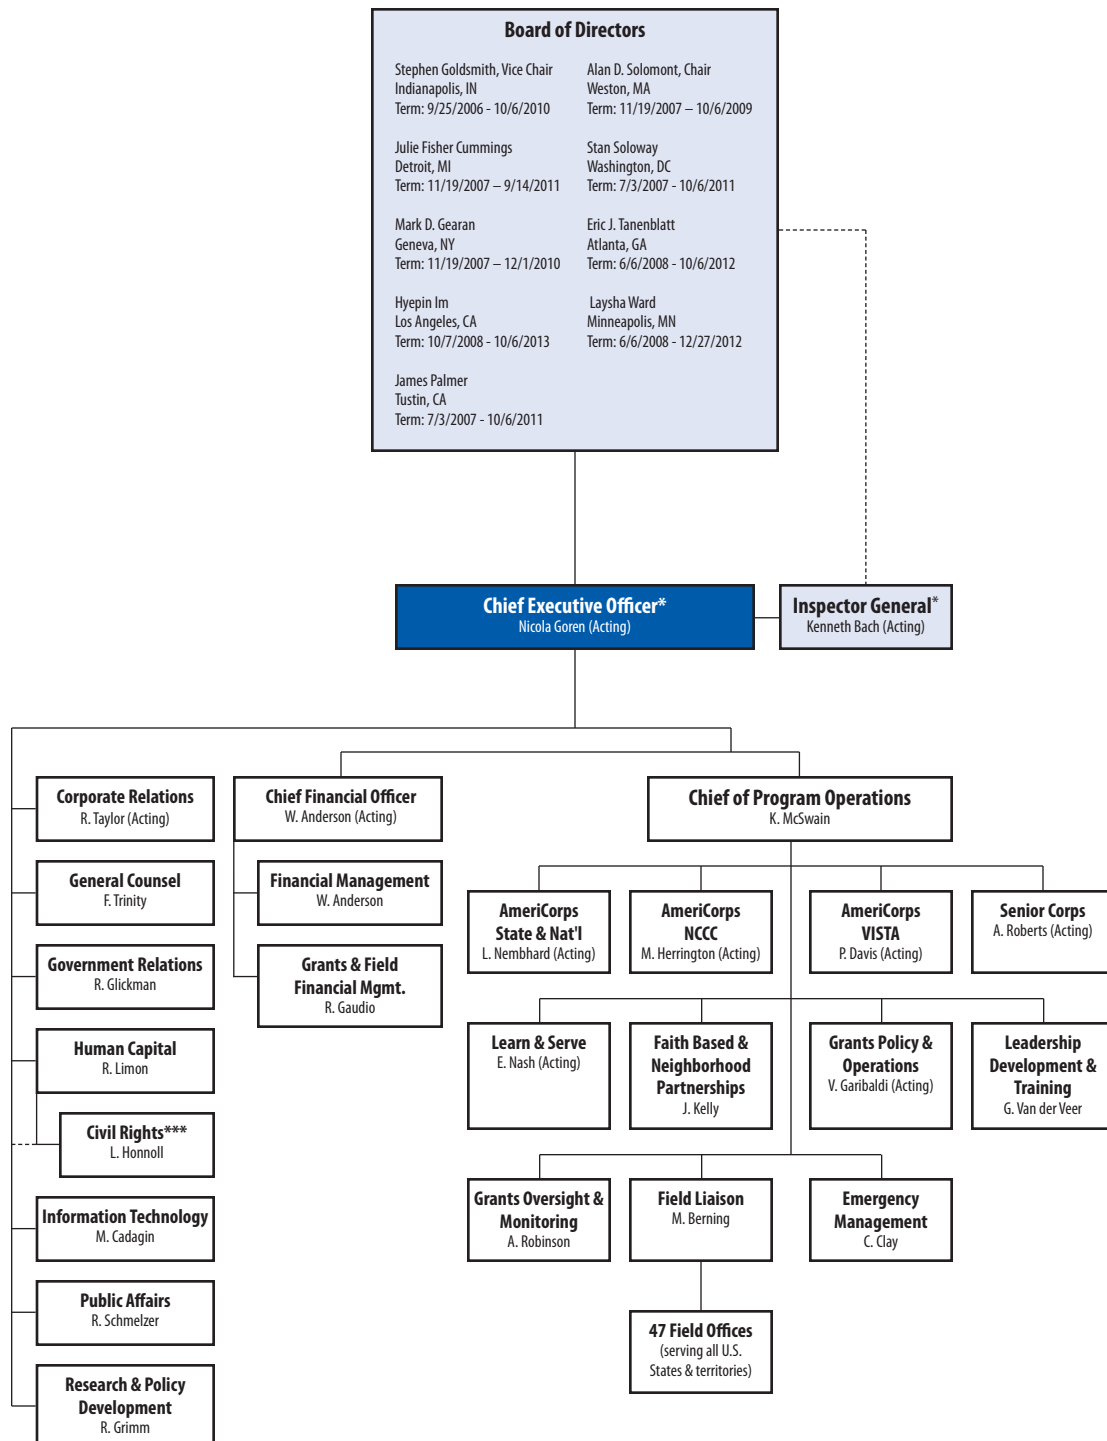 Board of Directors
Stephen Goldsmith, Vice Chair
Indianapolis, IN
Term: 9/25/2006 - 10/6/2010
Alan D. Solomont, Chair
Weston, MA
Term: 11/19/2007 – 10/6/2009
Julie Fisher Cummings
Detroit, MI
Term: 11/19/2007 – 9/14/2011
Stan Soloway
Washington, DC
Term: 7/3/2007 - 10/6/2011
Mark D. Gearan
Geneva, NY
Term: 11/19/2007 – 12/1/2010
Eric J. Tanenblatt
Atlanta, GA
Term: 6/6/2008 - 10/6/2012
Hyepin Im
Los Angeles, CA
Term: 10/7/2008 - 10/6/2013
Laysha Ward
Minneapolis, MN
Term: 6/6/2008 - 12/27/2012
James Palmer
Tustin, CA
Term: 7/3/2007 - 10/6/2011
Chief Executive Officer*
Nicola Goren (Acting)
Inspector General*
Kenneth Bach (Acting)
Corporate Relations
R. Taylor (Acting)
General Counsel
F. Trinity
Government Relations
R. Glickman
Human Capital
R. Limon
Civil Rights***
L. Honnoll
Information Technology
M. Cadagin
Public Affairs
R. Schmelzer
Research & Policy
Development
R. Grimm
Chief Financial Officer
W. Anderson (Acting)
Financial Management
W. Anderson
Grants & Field
Financial Mgmt.
R. Gaudio
Chief of Program Operations
K. McSwain
AmeriCorps
State & Nat'l
L. Nembhard (Acting)
AmeriCorps
NCCC
M. Herrington (Acting)
AmeriCorps
VISTA
P. Davis (Acting)
Senior Corps
A. Roberts (Acting)
Learn & Serve
E. Nash (Acting)
Faith Based &
Neighborhood
Partnerships
J. Kelly
Grants Policy &
Operations
V. Garibaldi (Acting)
Leadership
Development &
Training
G. Van der Veer
Grants Oversight &
Monitoring
A. Robinson
Field Liaison
M. Berning
Emergency
Management
C. Clay
47 Field Offices
(serving all U.S.
States & territories)